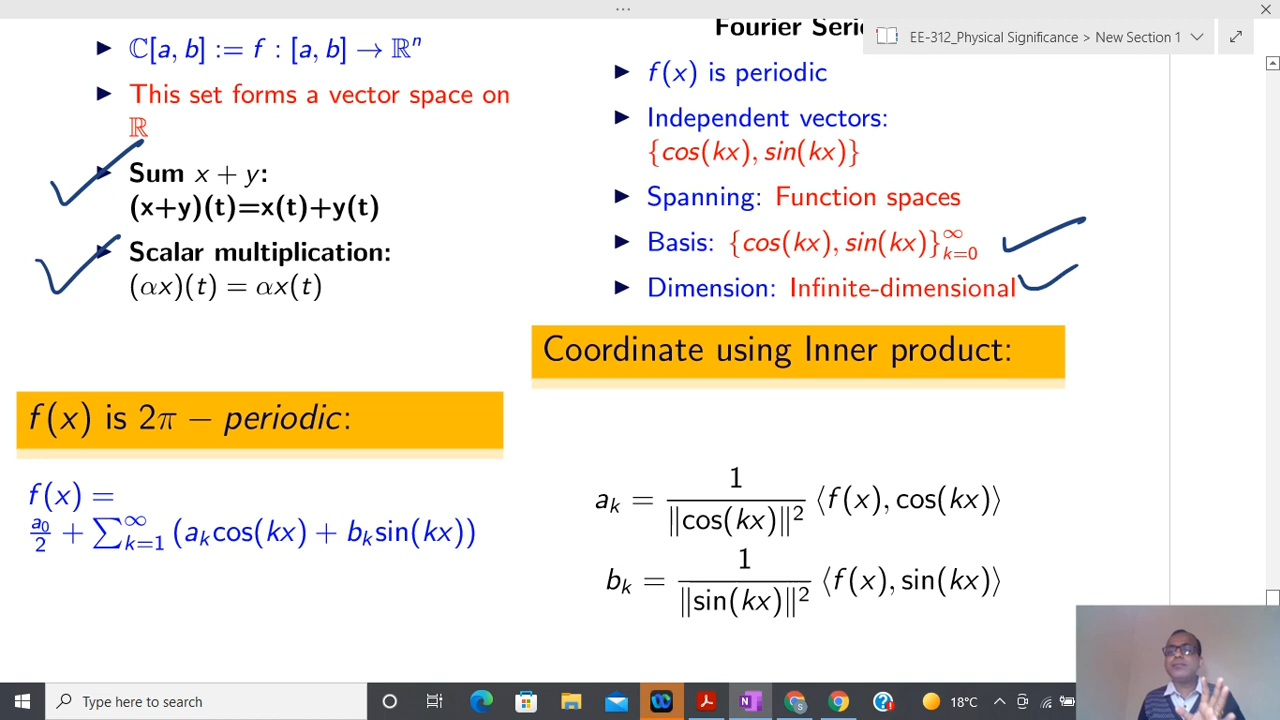 ℂ[a, b] := f : [a, b] → ℝⁿ
This set forms a vector space on
ℝ
Sum x + y:
(x+y)(t)=x(t)+y(t)
Scalar multiplication:
(αx)(t) = αx(t)
f(x) is 2π − periodic:
f(x) =
a₀/2 + ∑_{k=1}^{∞} (aₖcos(kx) + bₖsin(kx))
Fourier Seri
EE-312_Physical Significance > New Section 1
f(x) is periodic
Independent vectors:
{cos(kx), sin(kx)}
Spanning: Function spaces
Basis: {cos(kx), sin(kx)}_{k=0}^{∞}
Dimension: Infinite-dimensional
Coordinate using Inner product:
aₖ = 1/‖cos(kx)‖² ⟨f(x), cos(kx)⟩
bₖ = 1/‖sin(kx)‖² ⟨f(x), sin(kx)⟩
Type here to search
18°C